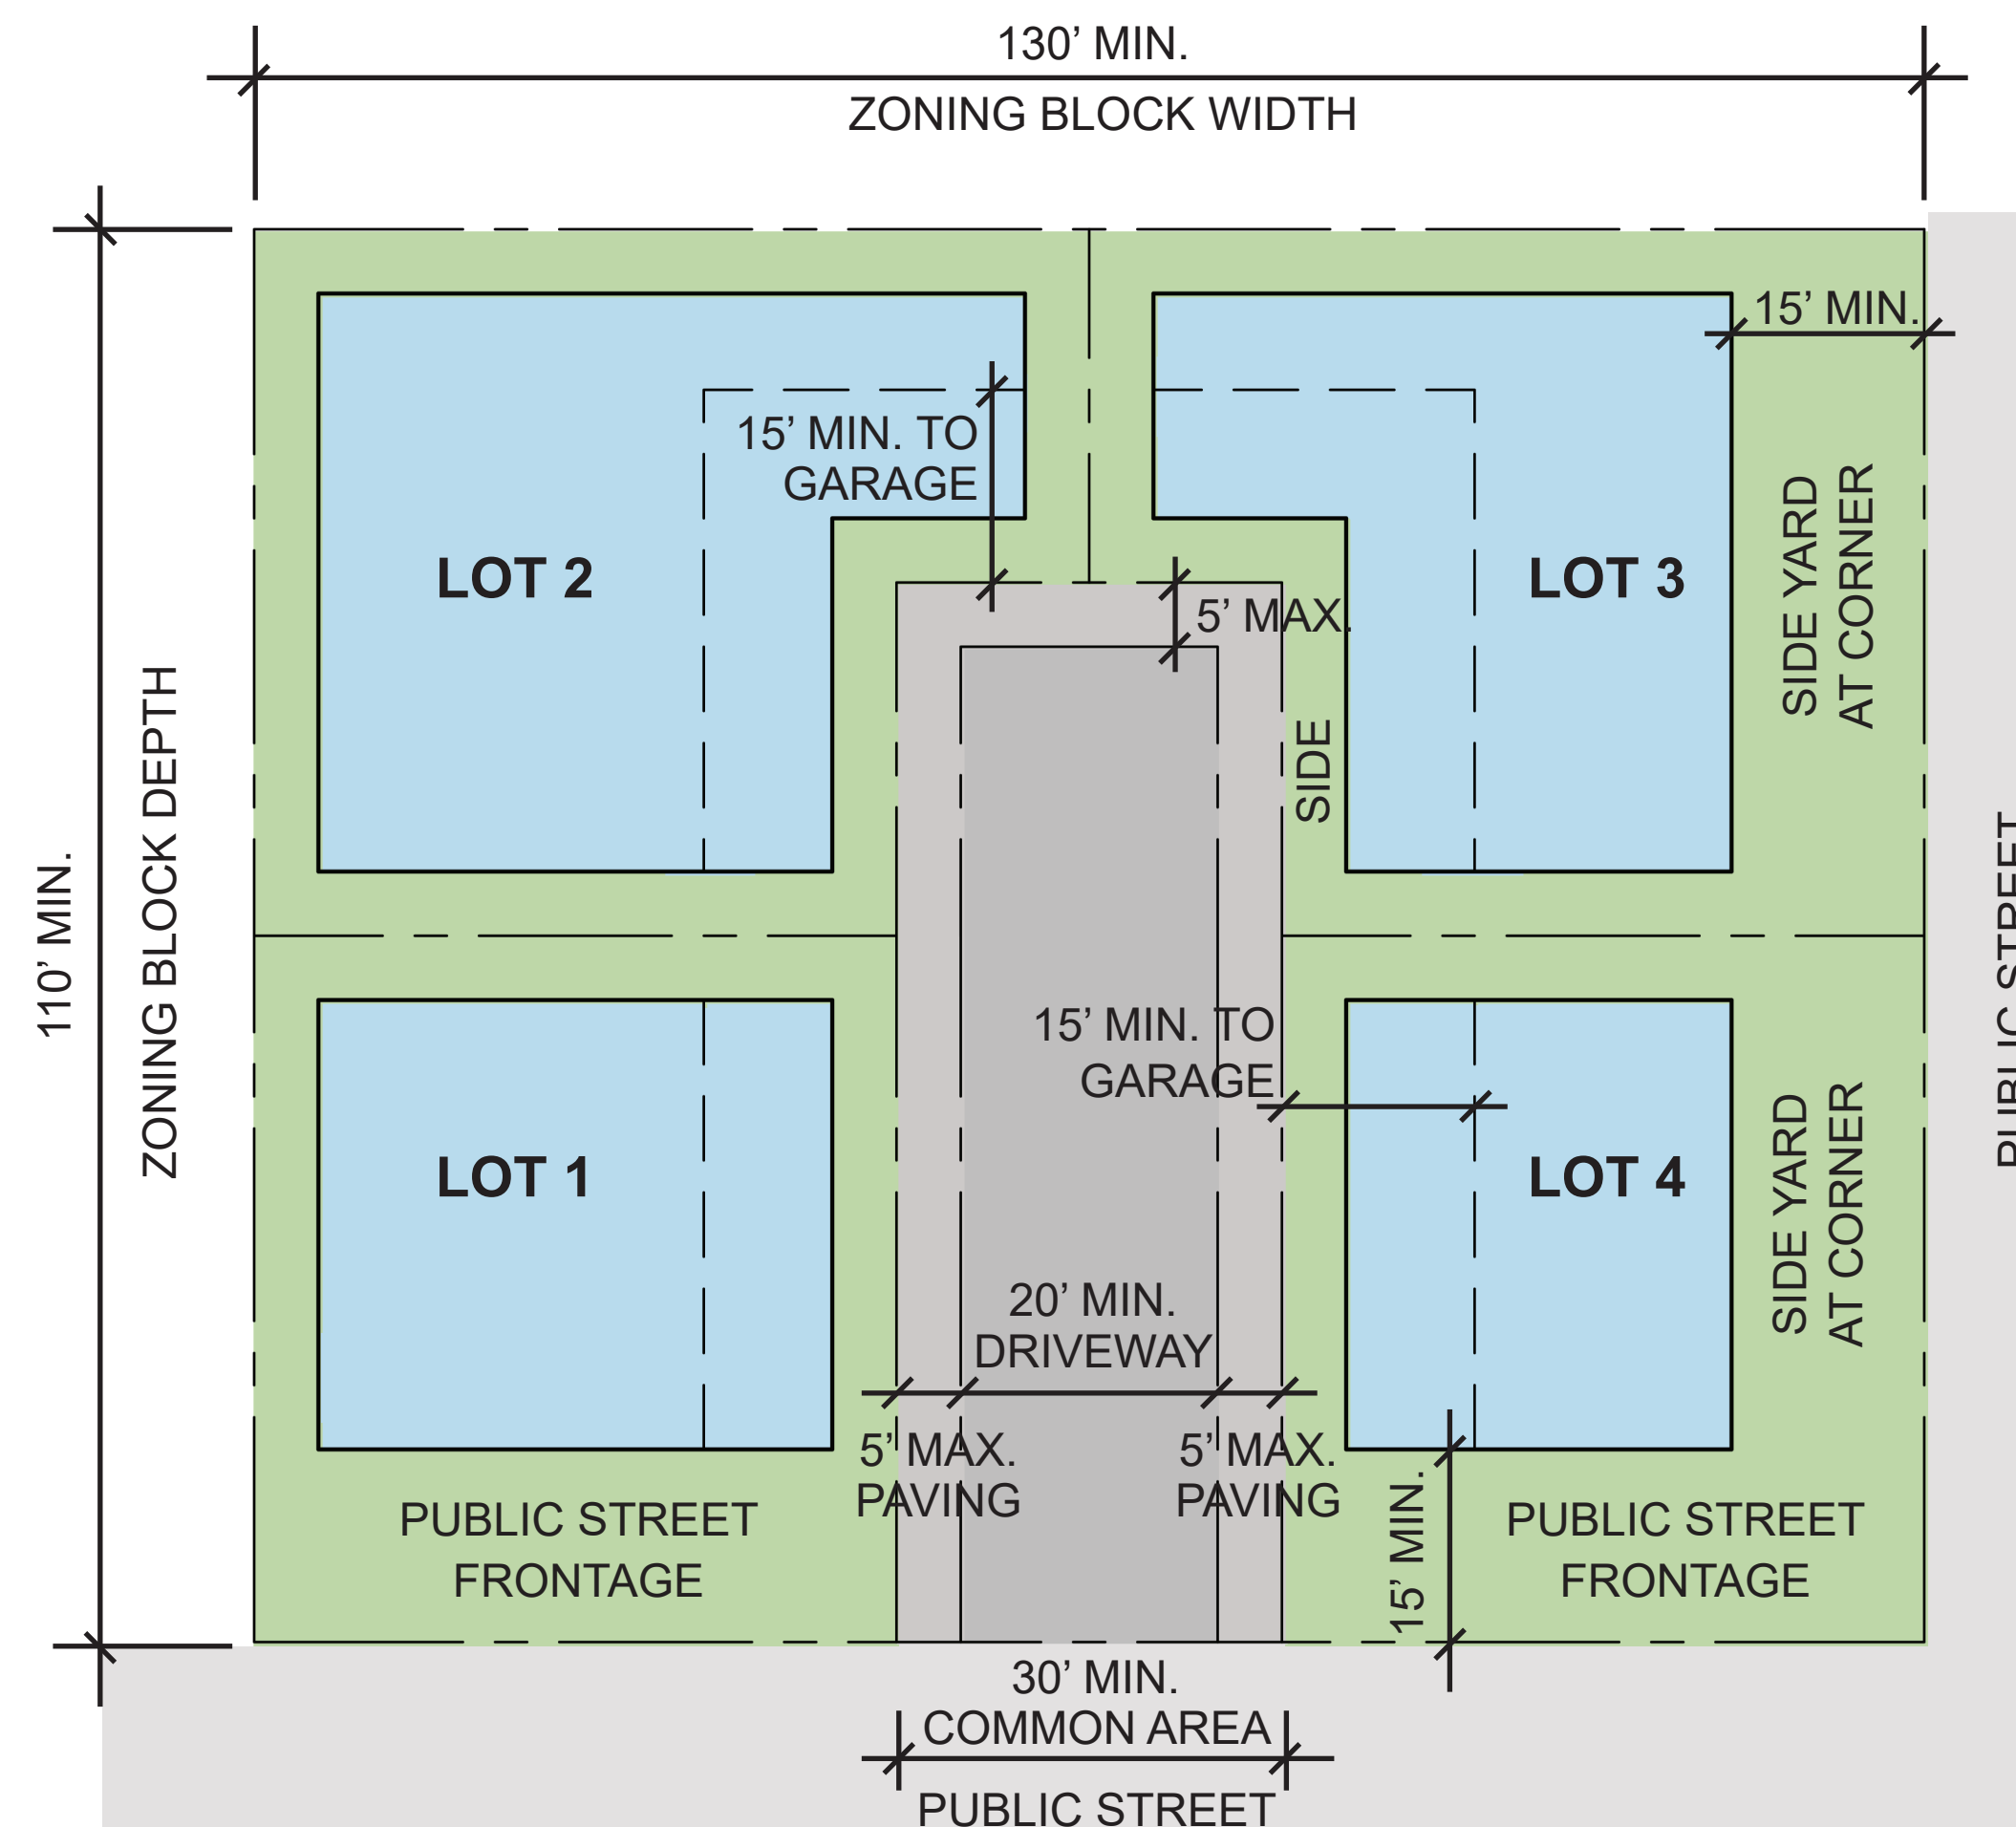 130’ MIN.
ZONING BLOCK WIDTH
15’ MIN.
15’ MIN. TO
GARAGE
LOT 2
LOT 3
SIDE YARD
AT CORNER
5’ MAX.
SIDE
ZONING BLOCK DEPTH
110’ MIN.
PUBLIC STREET
15’ MIN. TO
GARAGE
LOT 1
LOT 4
SIDE YARD
AT CORNER
20’ MIN.
DRIVEWAY
5’ MAX.
PAVING
5’ MAX.
PAVING
15’ MIN.
PUBLIC STREET
FRONTAGE
PUBLIC STREET
FRONTAGE
30’ MIN.
COMMON AREA
PUBLIC STREET